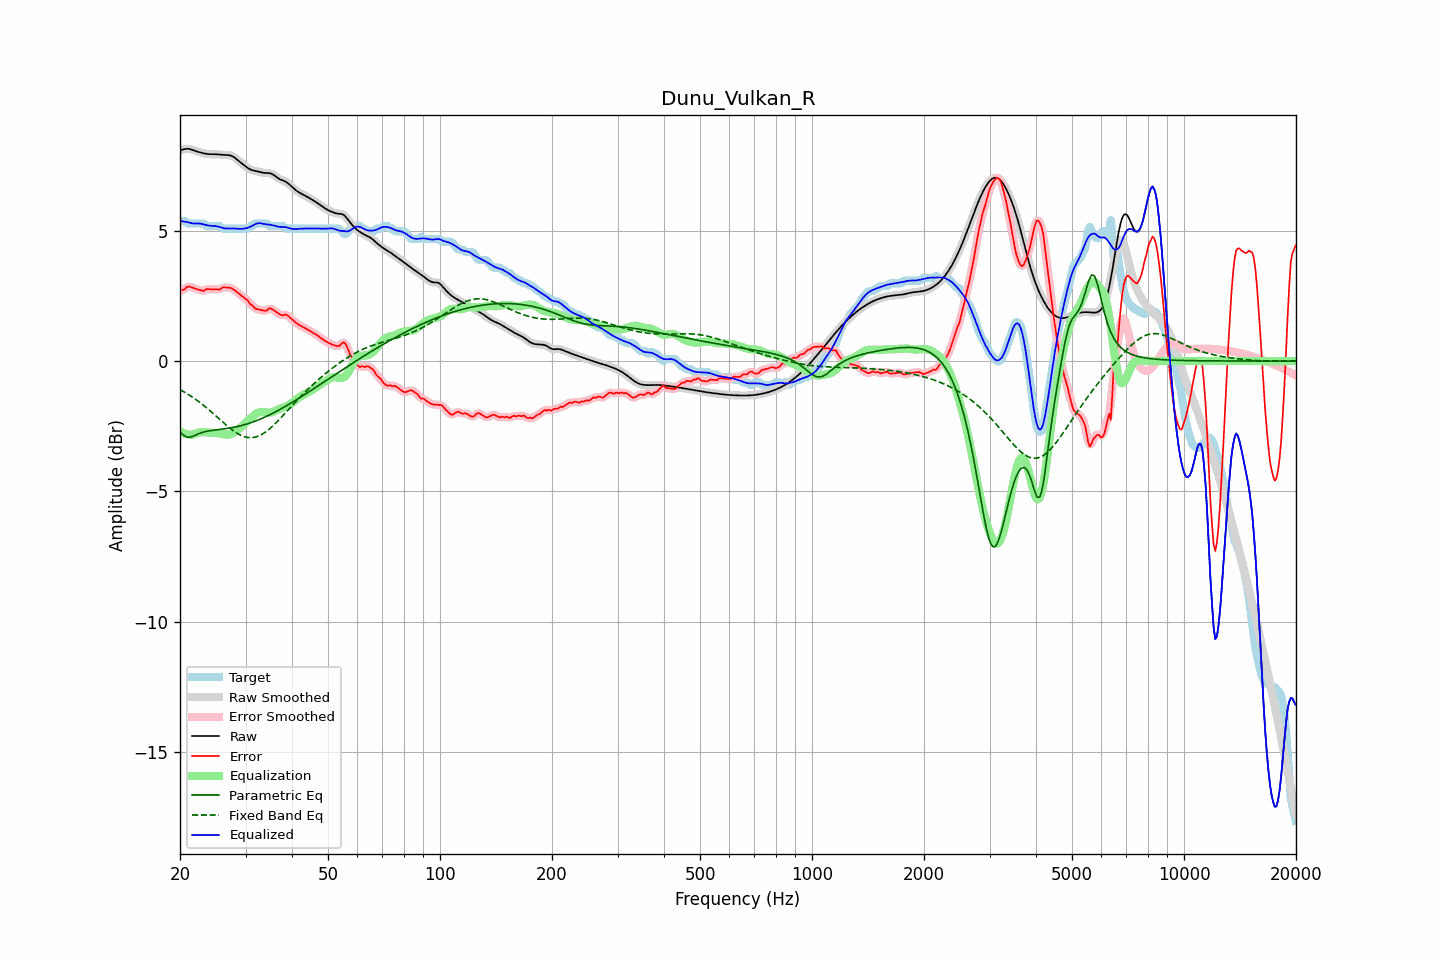 Dunu_Vulkan_R
Amplitude (dBr)
5
0
−5
−10
−15
Target
Raw Smoothed
Error Smoothed
Raw
Error
Equalization
Parametric Eq
Fixed Band Eq
Equalized
20
50
100
200
500
1000
2000
5000
10000
20000
Frequency (Hz)